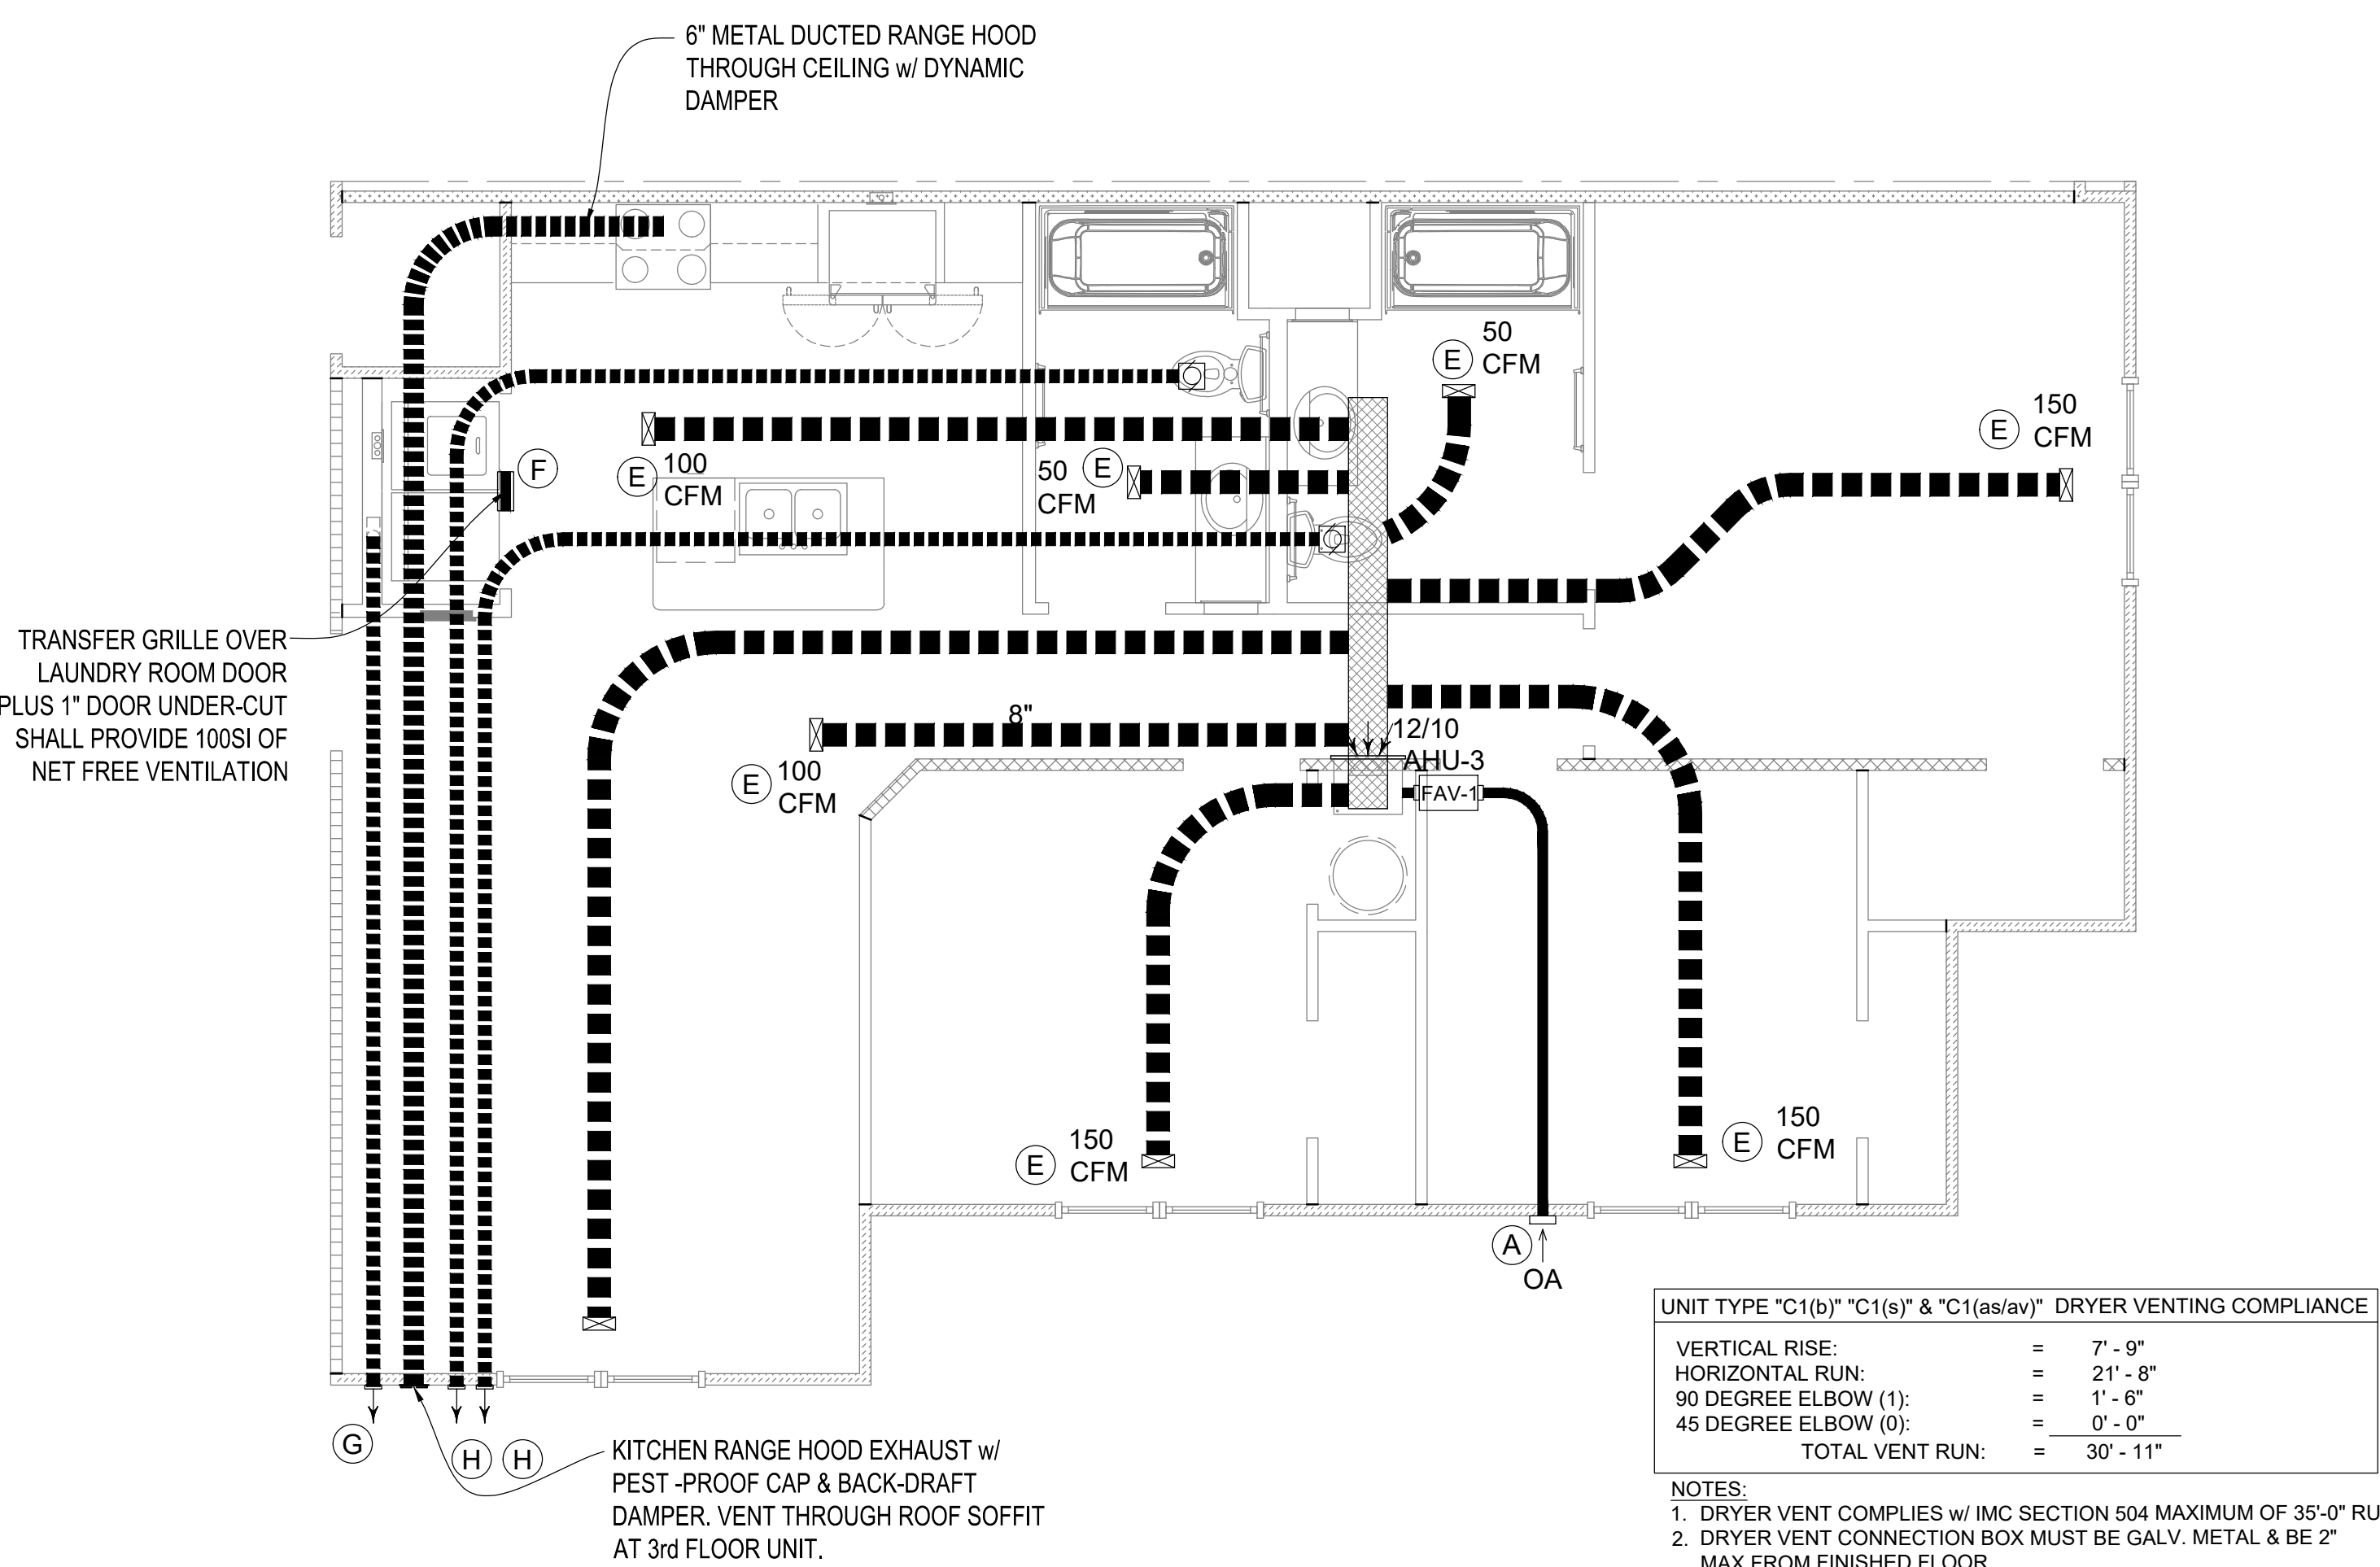 6" METAL DUCTED RANGE HOOD
THROUGH CEILING w/ DYNAMIC
DAMPER
50
CFM
E
150
CFM
E
F
E
100
CFM
50
CFM
E
TRANSFER GRILLE OVER
LAUNDRY ROOM DOOR
PLUS 1" DOOR UNDER-CUT
SHALL PROVIDE 100SI OF
NET FREE VENTILATION
8"
12/10
AHU-3
FAV-1
E
100
CFM
E
150
CFM
E
150
CFM
A
OA
G
H
H
KITCHEN RANGE HOOD EXHAUST w/
PEST -PROOF CAP & BACK-DRAFT
DAMPER. VENT THROUGH ROOF SOFFIT
AT 3rd FLOOR UNIT.
UNIT TYPE "C1(b)" "C1(s)" & "C1(as/av)" DRYER VENTING COMPLIANCE
VERTICAL RISE: = 7' - 9"
HORIZONTAL RUN: = 21' - 8"
90 DEGREE ELBOW (1): = 1' - 6"
45 DEGREE ELBOW (0): = 0' - 0"
TOTAL VENT RUN: = 30' - 11"
NOTES:
1. DRYER VENT COMPLIES w/ IMC SECTION 504 MAXIMUM OF 35'-0" RU
2. DRYER VENT CONNECTION BOX MUST BE GALV. METAL & BE 2"
MAX FROM FINISHED FLOOR